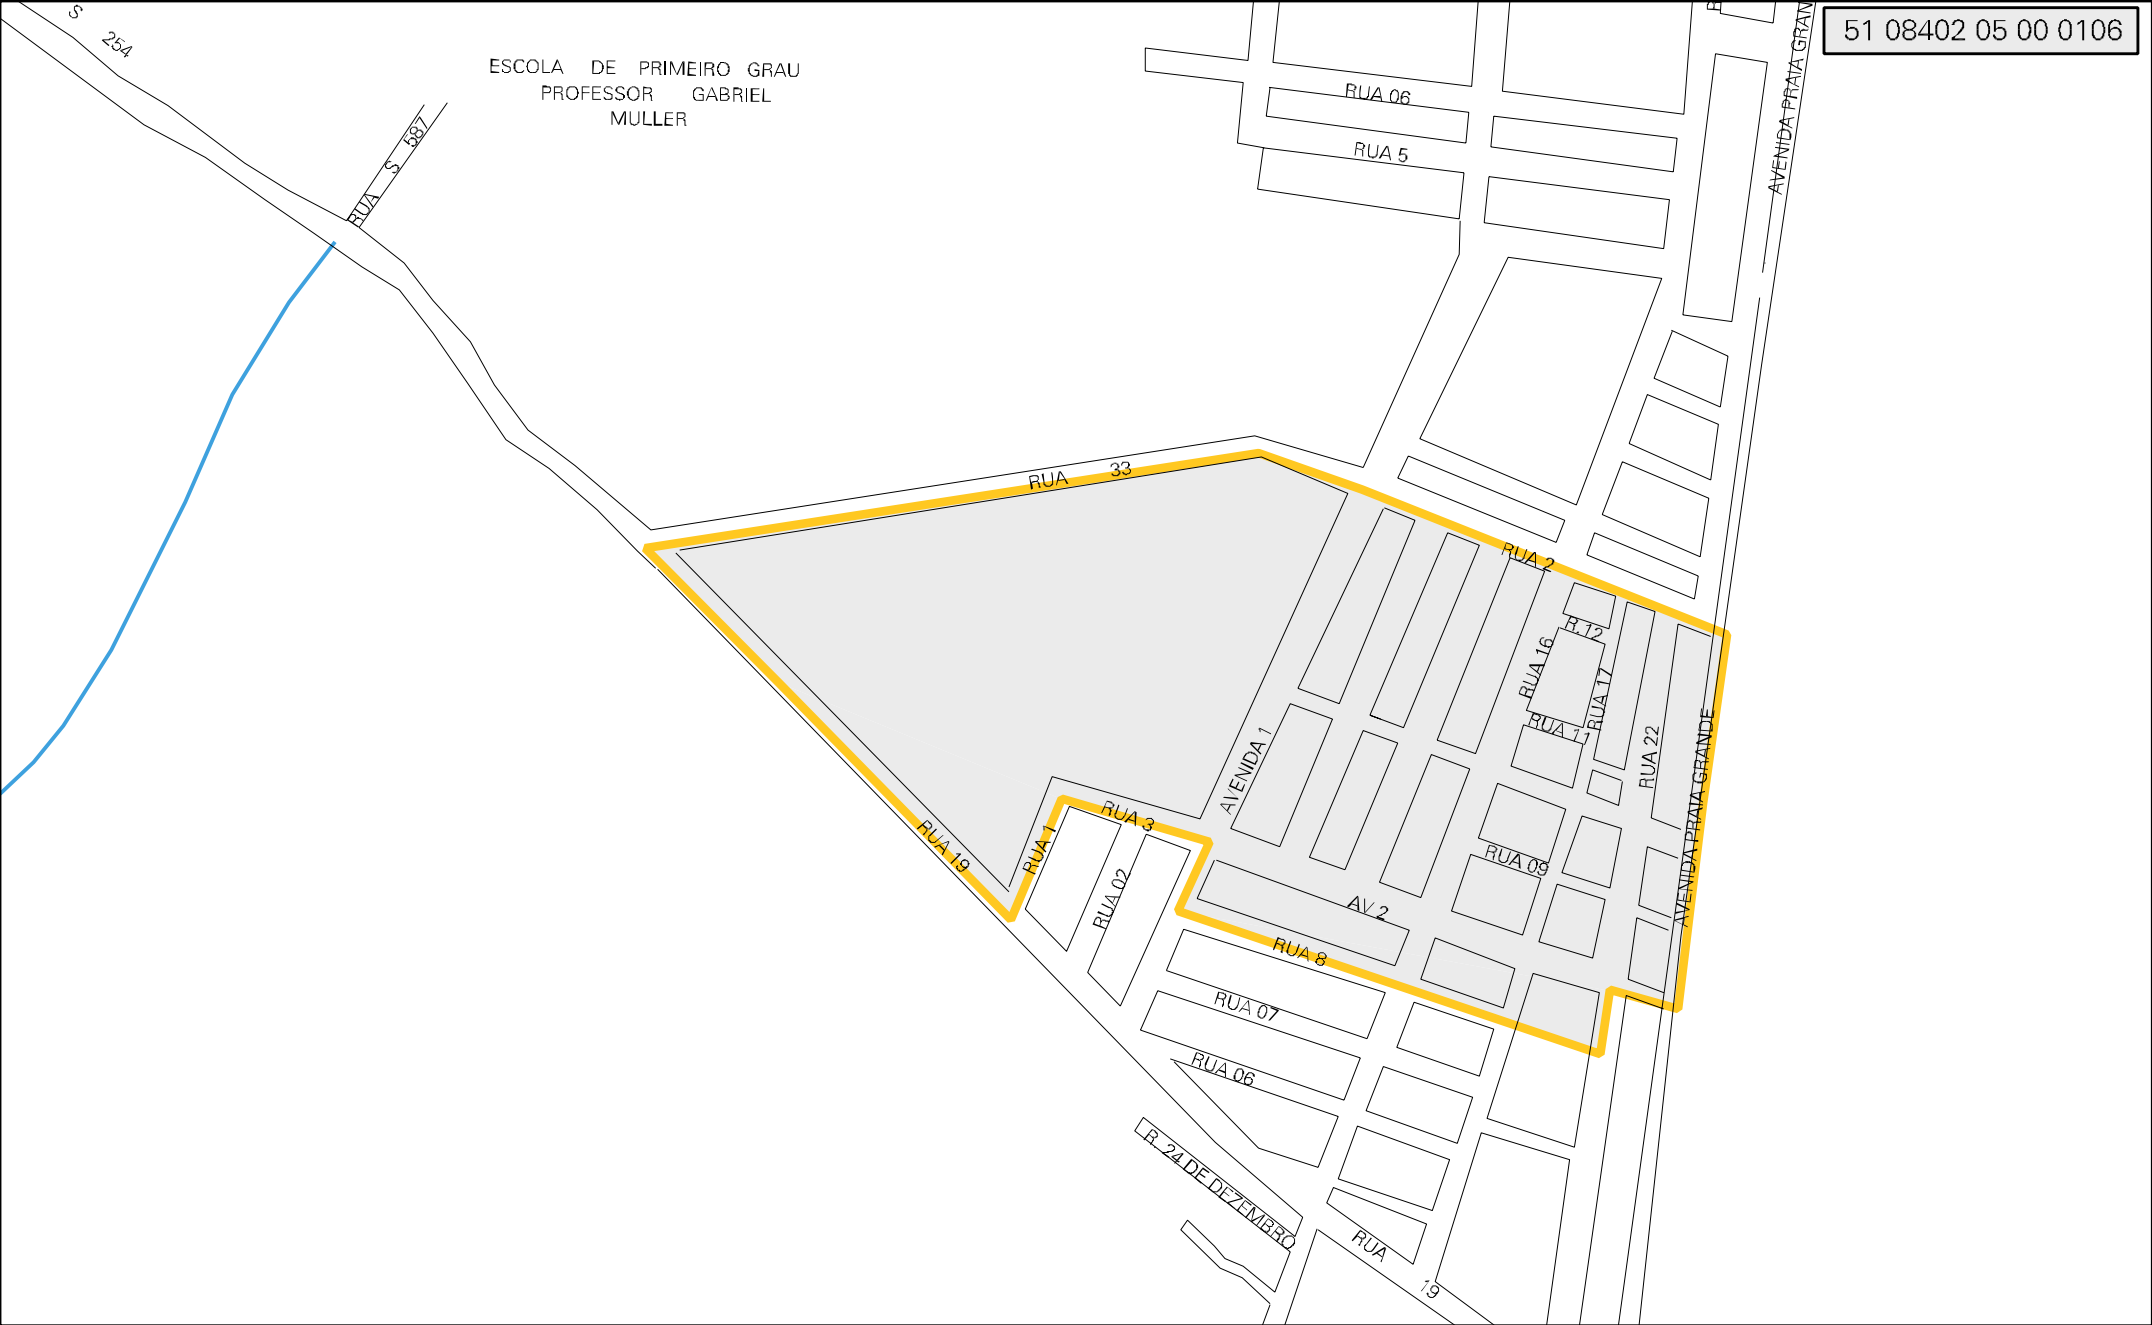 S 254
51 08402 05 00 0106
AVENIDA PRAIA GRAN
ESCOLA DE PRIMEIRO GRAU
PROFESSOR GABRIEL
MULLER
RUA S 587
RUA 06
RUA 5
RUA 33
RUA 2
R.12
RUA 16
RUA 17
RUA 11
RUA 22
AVENIDA PRAIA GRANDE
AVENIDA 1
RUA 19
RUA 1
RUA 3
RUA 02
RUA 09
AV 2
RUA 8
RUA 07
RUA 06
R. 24 DE DEZEMBRO
RUA 19